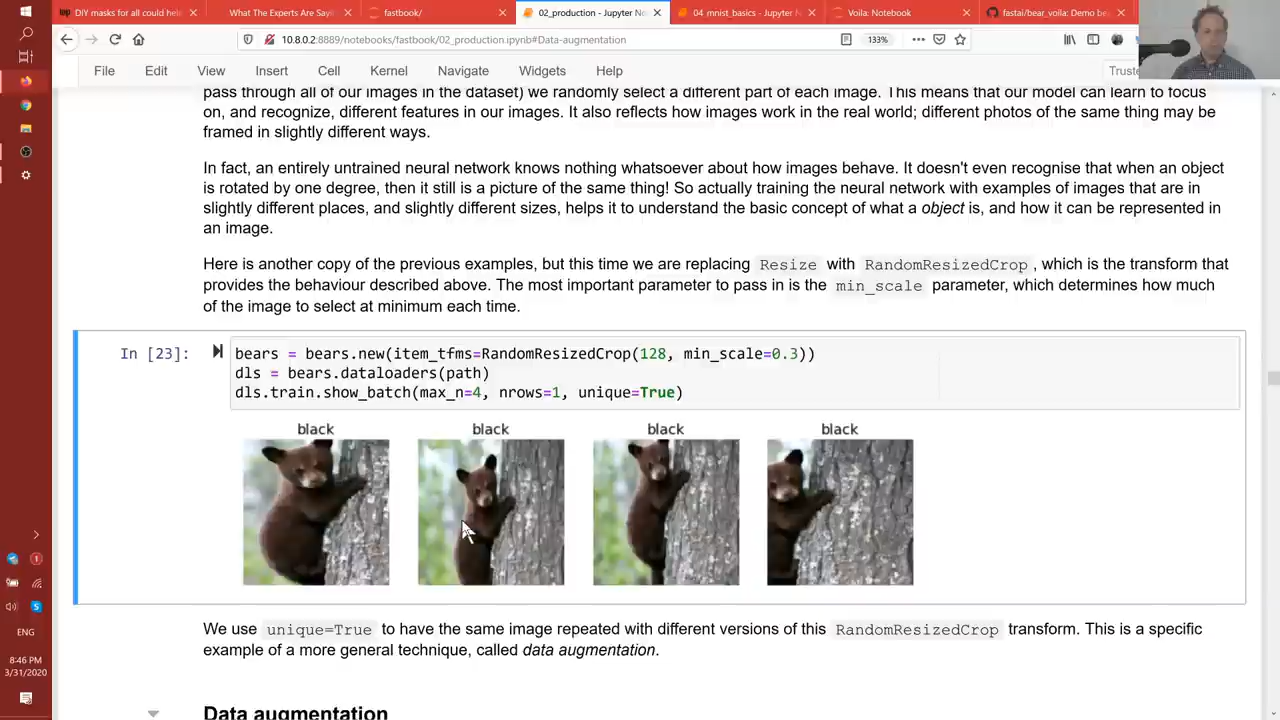 DIY masks for all could hel
What The Experts Are Sayi
fastbook/
02_production - Jupyter No
04_mnist_basics - Jupyter N
Voila: Notebook
fastai/bear_voila: Demo be
10.8.0.2:8889/notebooks/fastbook/02_production.ipynb#Data-augmentation
133%
File Edit View Insert Cell Kernel Navigate Widgets Help
Truste
pass through all of our images in the dataset) we randomly select a different part of each image. This means that our model can learn to focus
on, and recognize, different features in our images. It also reflects how images work in the real world; different photos of the same thing may be
framed in slightly different ways.
In fact, an entirely untrained neural network knows nothing whatsoever about how images behave. It doesn't even recognise that when an object
is rotated by one degree, then it still is a picture of the same thing! So actually training the neural network with examples of images that are in
slightly different places, and slightly different sizes, helps it to understand the basic concept of what a object is, and how it can be represented in
an image.
Here is another copy of the previous examples, but this time we are replacing Resize with RandomResizedCrop, which is the transform that
provides the behaviour described above. The most important parameter to pass in is the min_scale parameter, which determines how much
of the image to select at minimum each time.
In [23]:
bears = bears.new(item_tfms=RandomResizedCrop(128, min_scale=0.3))
dls = bears.dataloaders(path)
dls.train.show_batch(max_n=4, nrows=1, unique=True)
black black black black
We use unique=True to have the same image repeated with different versions of this RandomResizedCrop transform. This is a specific
example of a more general technique, called data augmentation.
Data augmentation
ENG
8:46 PM
3/31/2020